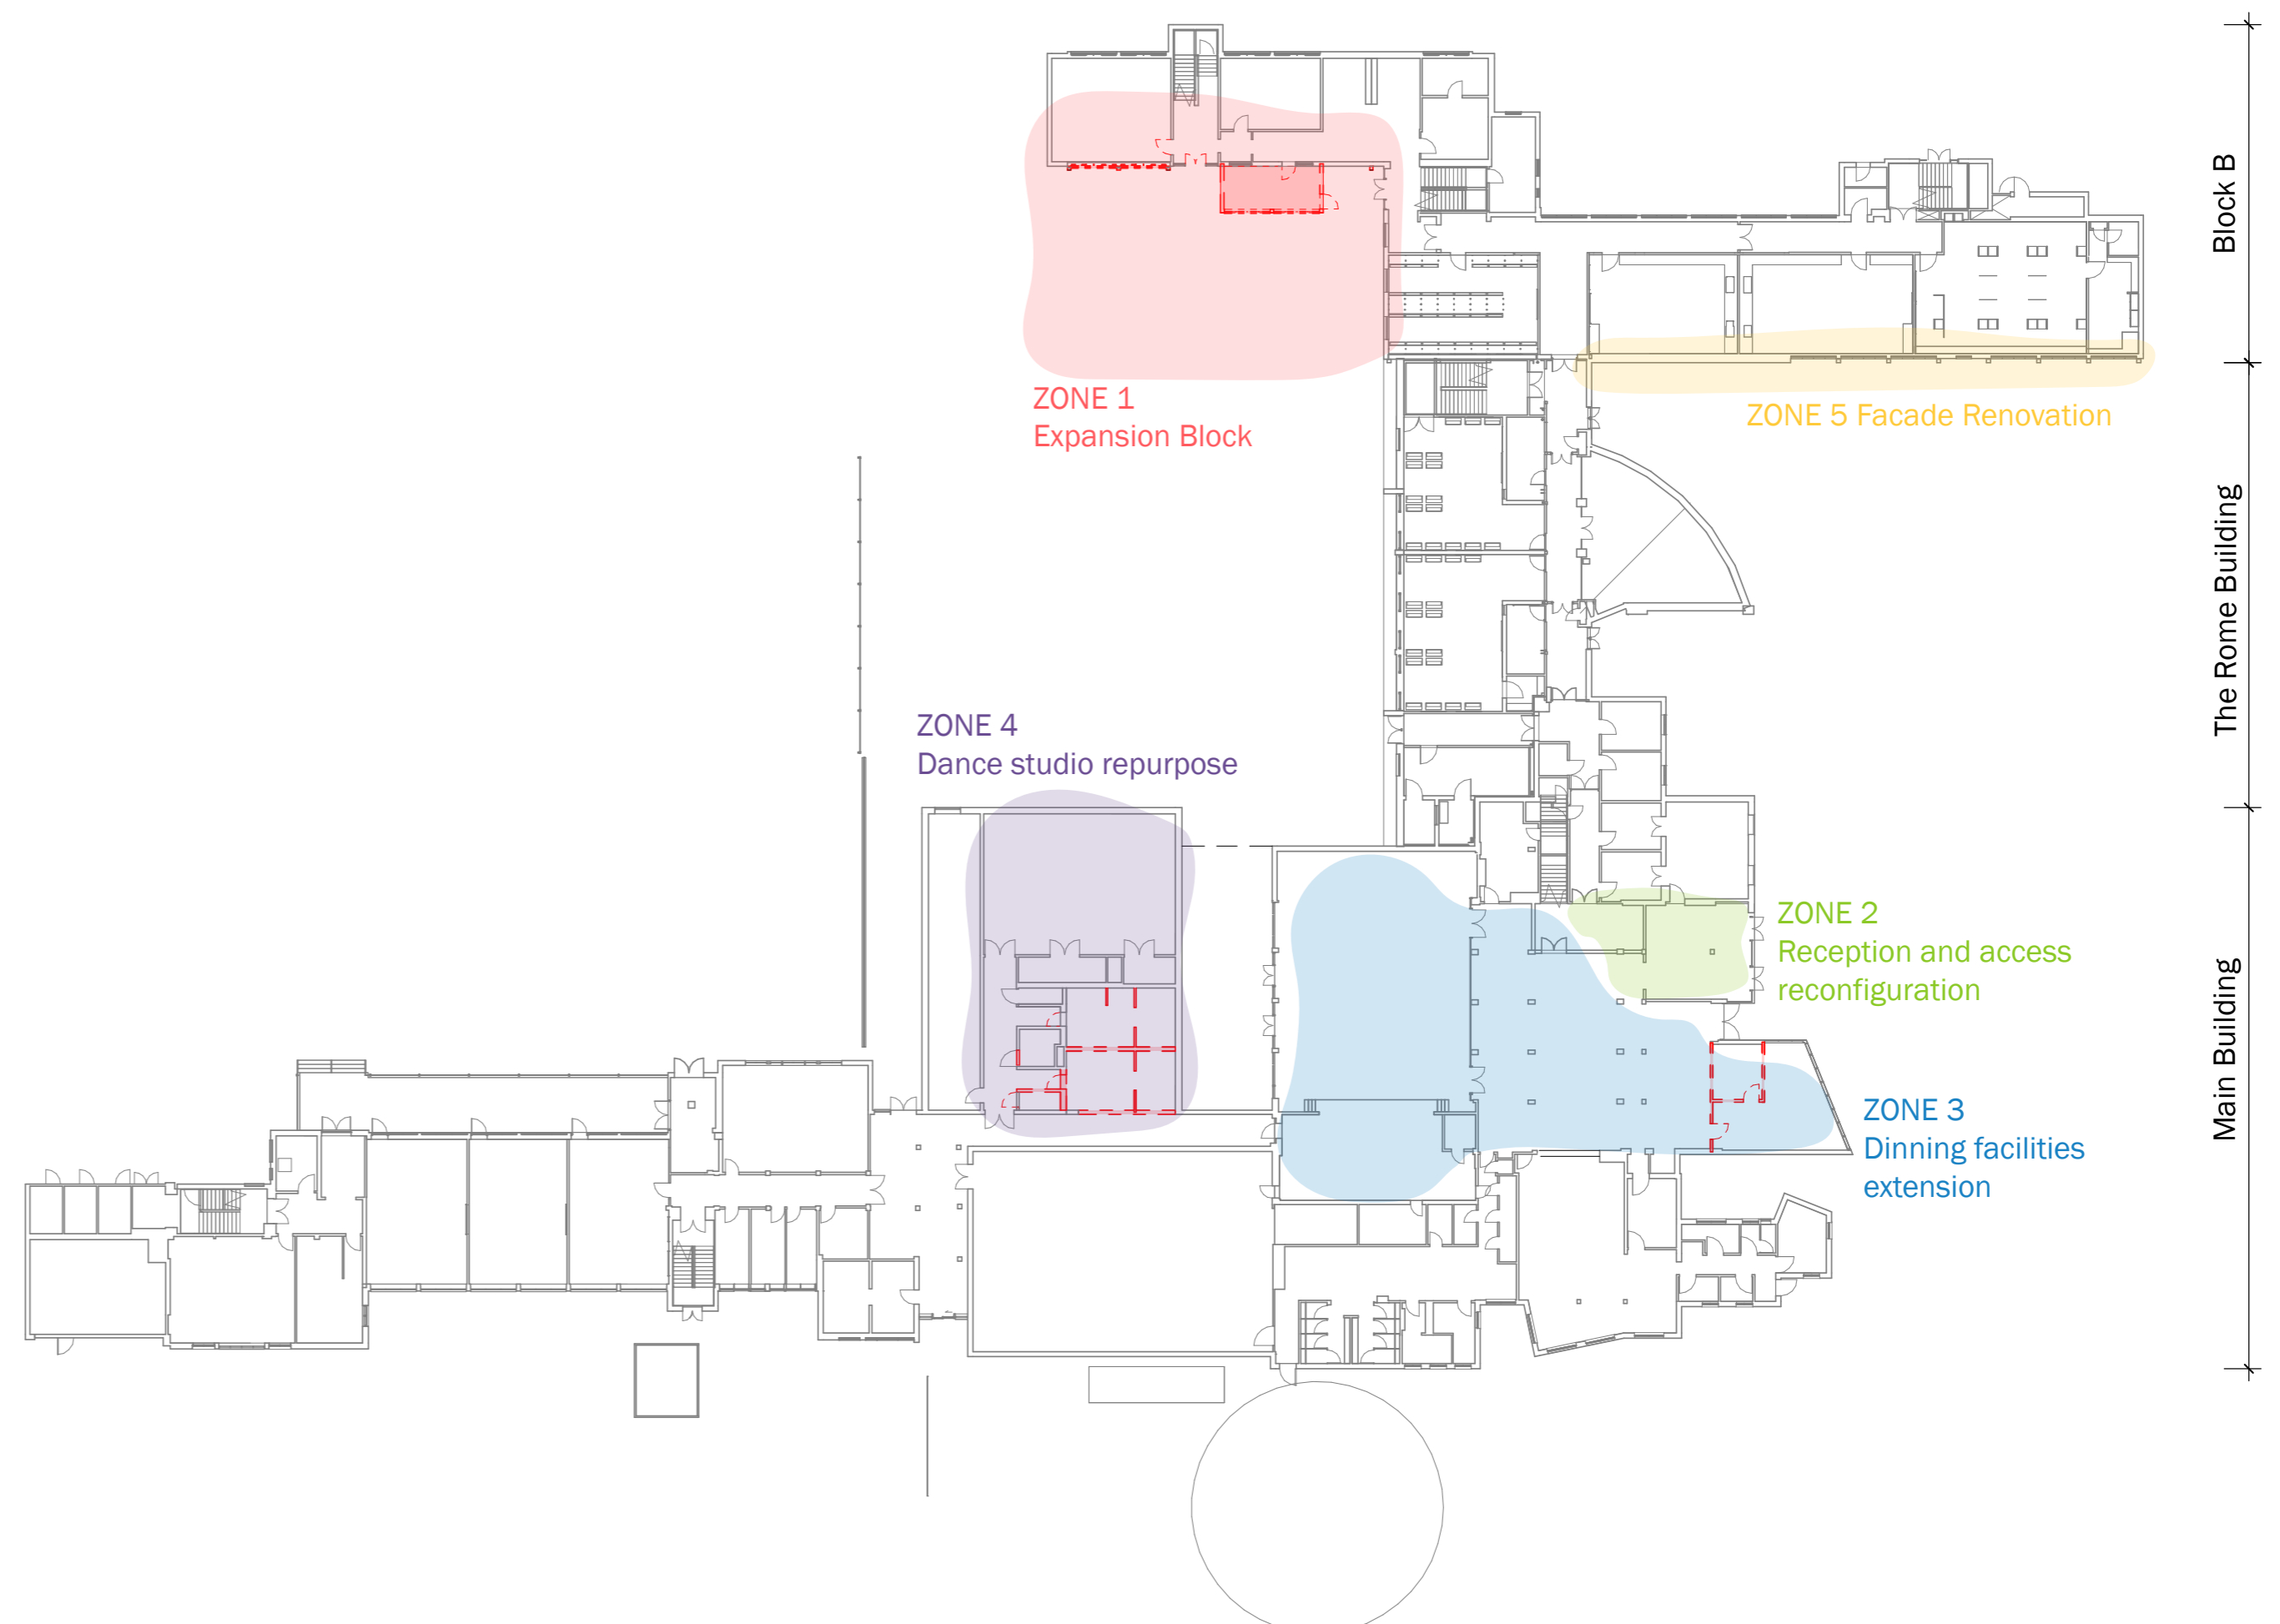 Block B
ZONE 1
Expansion Block
ZONE 5 Facade Renovation
The Rome Building
ZONE 4
Dance studio repurpose
ZONE 2
Reception and access
reconfiguration
Main Building
ZONE 3
Dinning facilities
extension